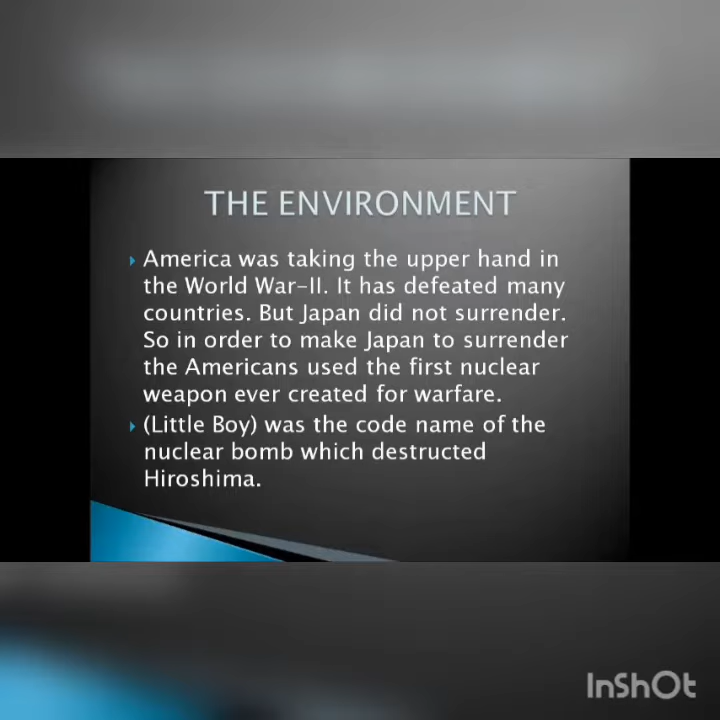 THE ENVIRONMENT
America was taking the upper hand in
the World War-II. It has defeated many
countries. But Japan did not surrender.
So in order to make Japan to surrender
the Americans used the first nuclear
weapon ever created for warfare.
(Little Boy) was the code name of the
nuclear bomb which destructed
Hiroshima.
InShOt